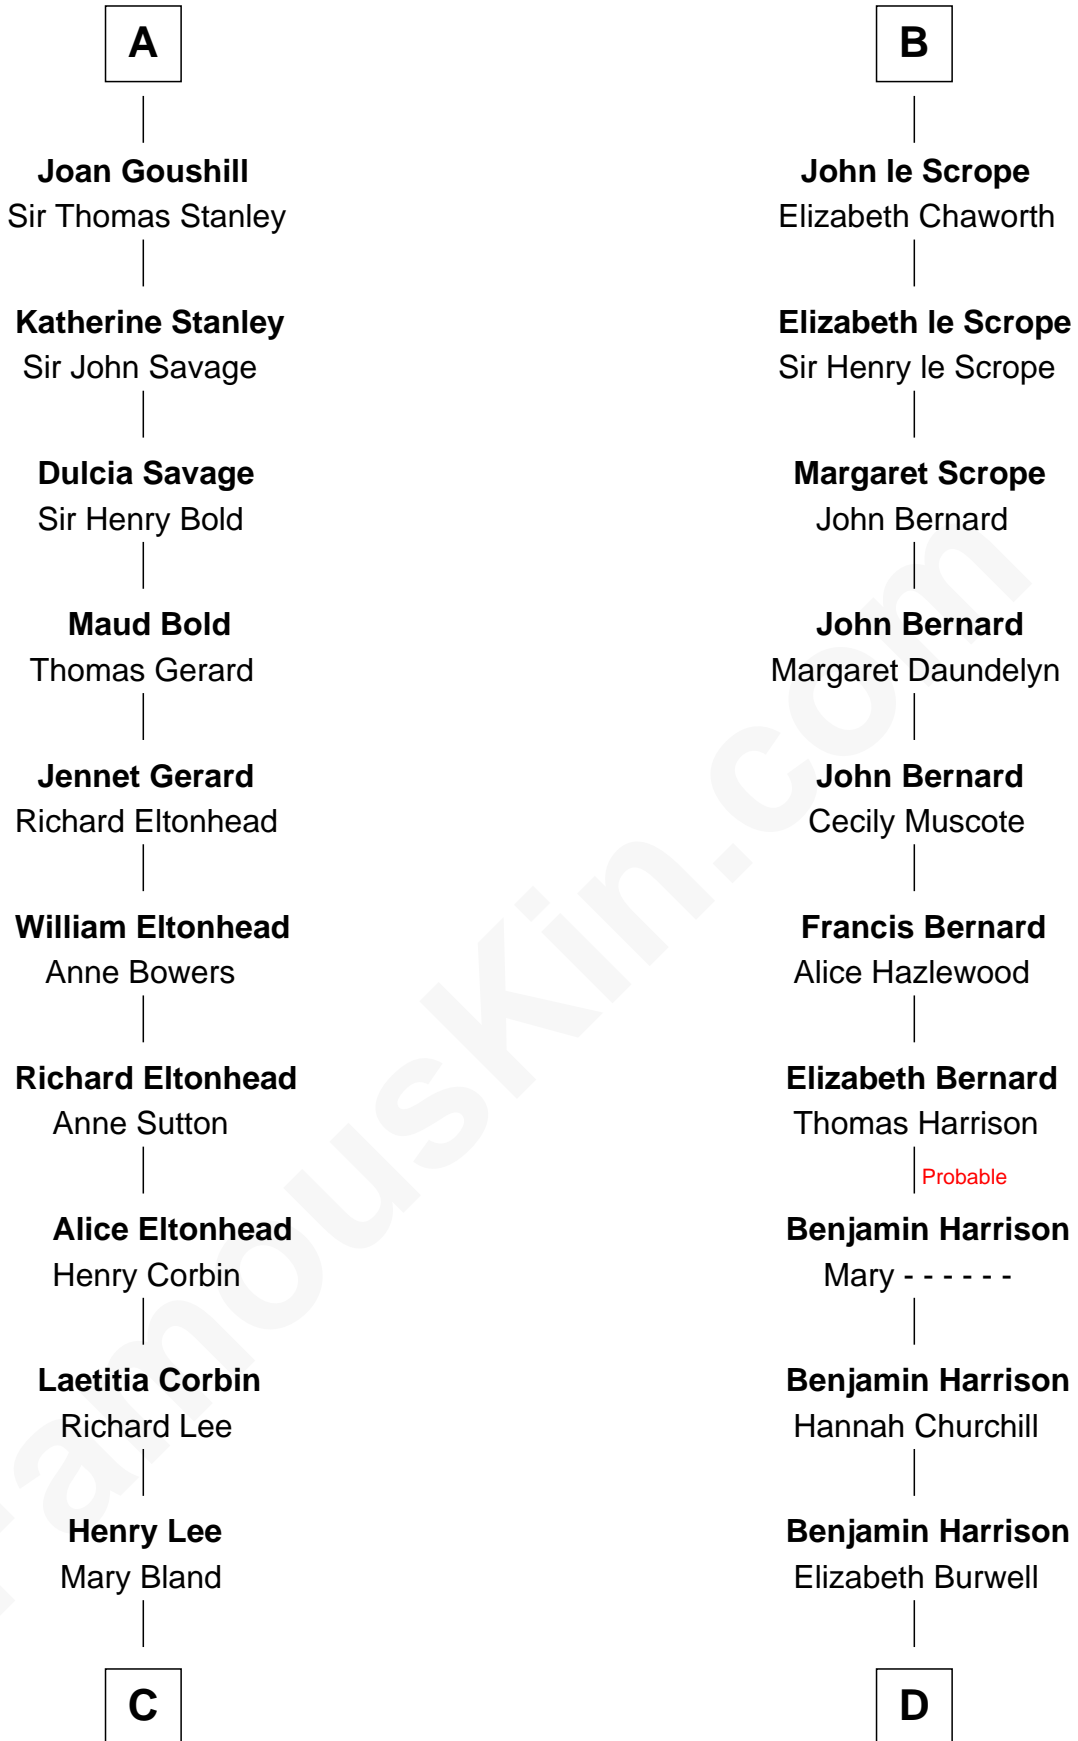 A
Joan Goushill
Sir Thomas Stanley
Katherine Stanley
Sir John Savage
Dulcia Savage
Sir Henry Bold
Maud Bold
Thomas Gerard
Jennet Gerard
Richard Eltonhead
William Eltonhead
Anne Bowers
Richard Eltonhead
Anne Sutton
Alice Eltonhead
Henry Corbin
Laetitia Corbin
Richard Lee
Henry Lee
Mary Bland
C
B
John le Scrope
Elizabeth Chaworth
Elizabeth le Scrope
Sir Henry le Scrope
Margaret Scrope
John Bernard
John Bernard
Margaret Daundelyn
John Bernard
Cecily Muscote
Francis Bernard
Alice Hazlewood
Elizabeth Bernard
Thomas Harrison
Probable
Benjamin Harrison
Mary - - - - - -
Benjamin Harrison
Hannah Churchill
Benjamin Harrison
Elizabeth Burwell
D
FamousKin.com